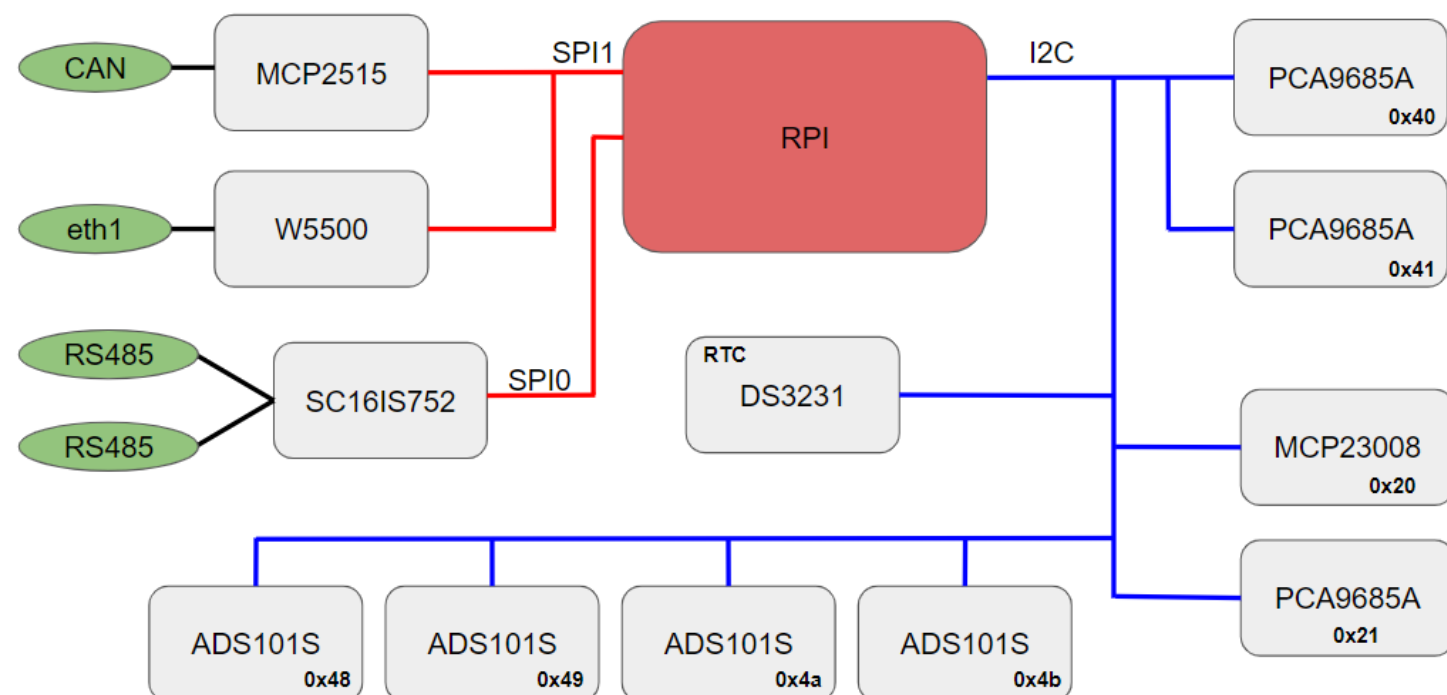 CAN
MCP2515
SPI1
RPI
I2C
PCA9685A
0x40
eth1
W5500
PCA9685A
0x41
RS485
RS485
SC16IS752
SPI0
RTC
DS3231
MCP23008
0x20
PCA9685A
0x21
ADS101S
0x48
ADS101S
0x49
ADS101S
0x4a
ADS101S
0x4b